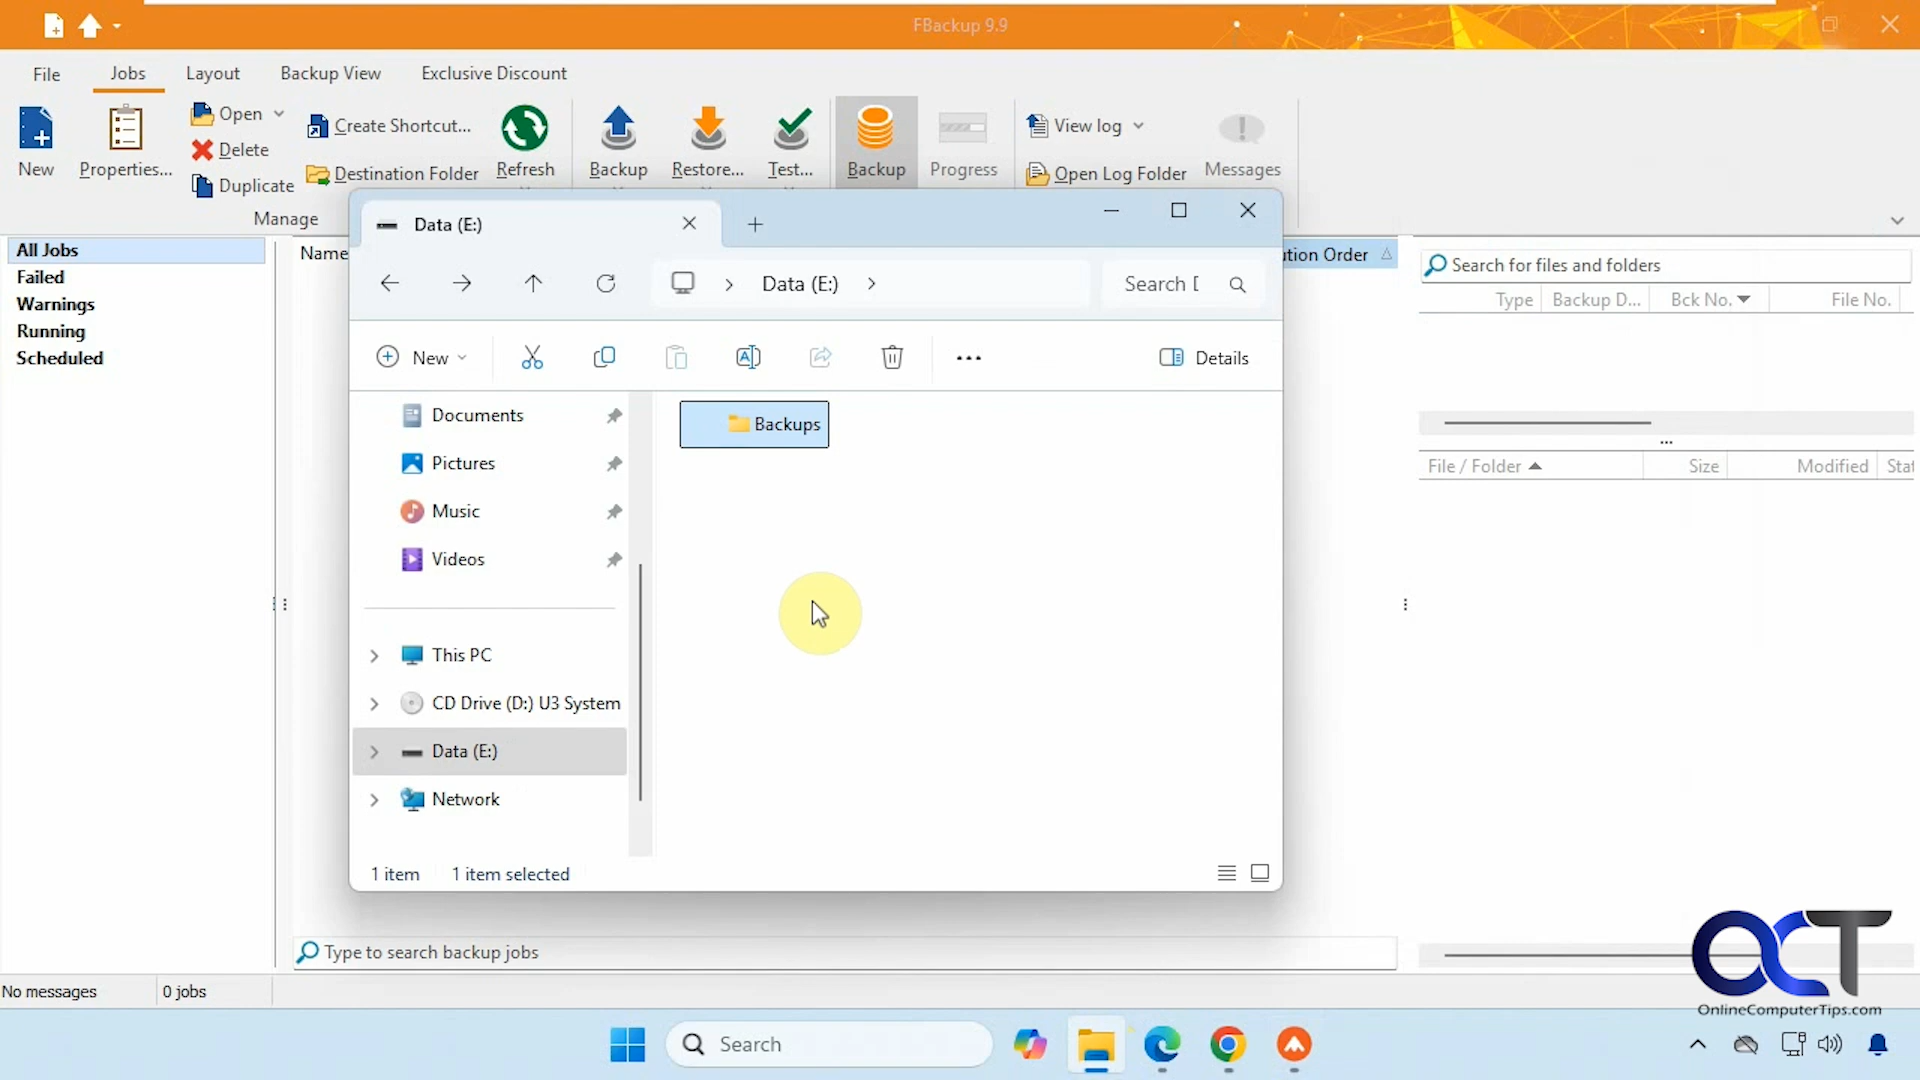 FBackup 9.9
File Jobs Layout Backup View Exclusive Discount
New
Properties...
Open
Delete
Duplicate
Create Shortcut...
Destination Folder
Refresh
Backup
Restore...
Test...
Backup
Progress
View log
Open Log Folder
Messages
Manage
All Jobs
Failed
Warnings
Running
Scheduled
Name
ution Order
Search for files and folders
Type Backup D... Bck No. File No.
...
File / Folder Size Modified Stat
Data (E:)
Data (E:)
Search D
New
Details
Documents
Pictures
Music
Videos
This PC
CD Drive (D:) U3 System
Data (E:)
Network
Backups
1 item 1 item selected
Type to search backup jobs
No messages 0 jobs
OCT
OnlineComputerTips.com
Search